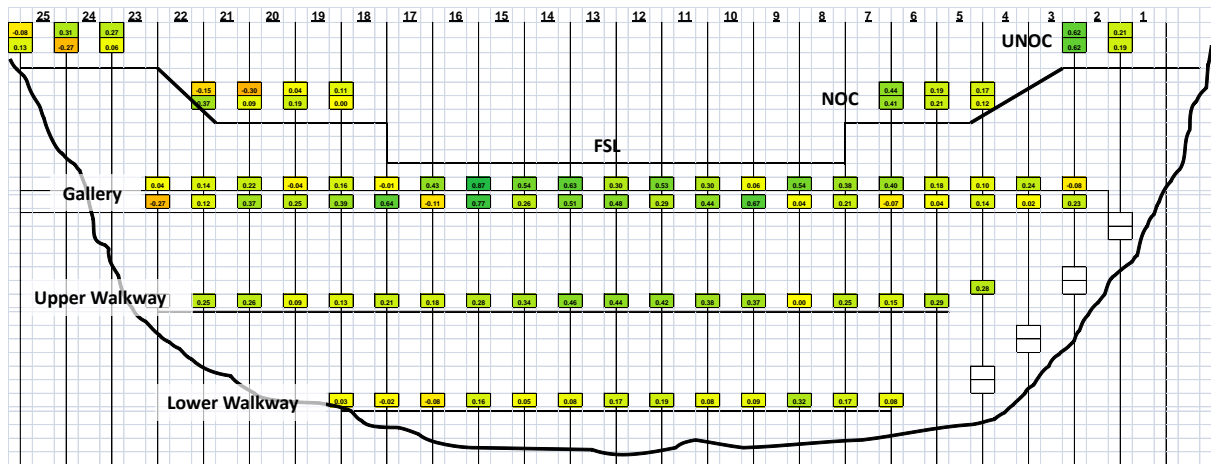 25 24 23 22 21 20 19 18 17 16 15 14 13 12 11 10 9 8 7 6 5 4 3 2 1
-0.08 0.31 0.27 0.62 0.21
UNOC
0.13 -0.27 0.06 0.62 0.19
-0.15 -0.30 0.04 0.11 0.44 0.19 0.17
NOC
0.37 0.09 0.19 0.00 0.41 0.21 0.12
FSL
0.04 0.14 0.22 -0.04 0.16 -0.01 0.43 0.87 0.54 0.63 0.30 0.53 0.30 0.06 0.54 0.38 0.40 0.18 0.10 0.24 -0.08
Gallery
-0.27 0.12 0.37 0.25 0.39 0.64 -0.11 0.77 0.26 0.51 0.48 0.29 0.44 0.67 0.04 0.21 -0.07 0.04 0.14 0.02 0.23
0.28
Upper Walkway 0.25 0.26 0.09 0.13 0.21 0.18 0.28 0.34 0.46 0.44 0.42 0.38 0.37 0.00 0.25 0.15 0.29
Lower Walkway 0.03 -0.02 -0.08 0.16 0.05 0.08 0.17 0.19 0.08 0.09 0.32 0.17 0.08